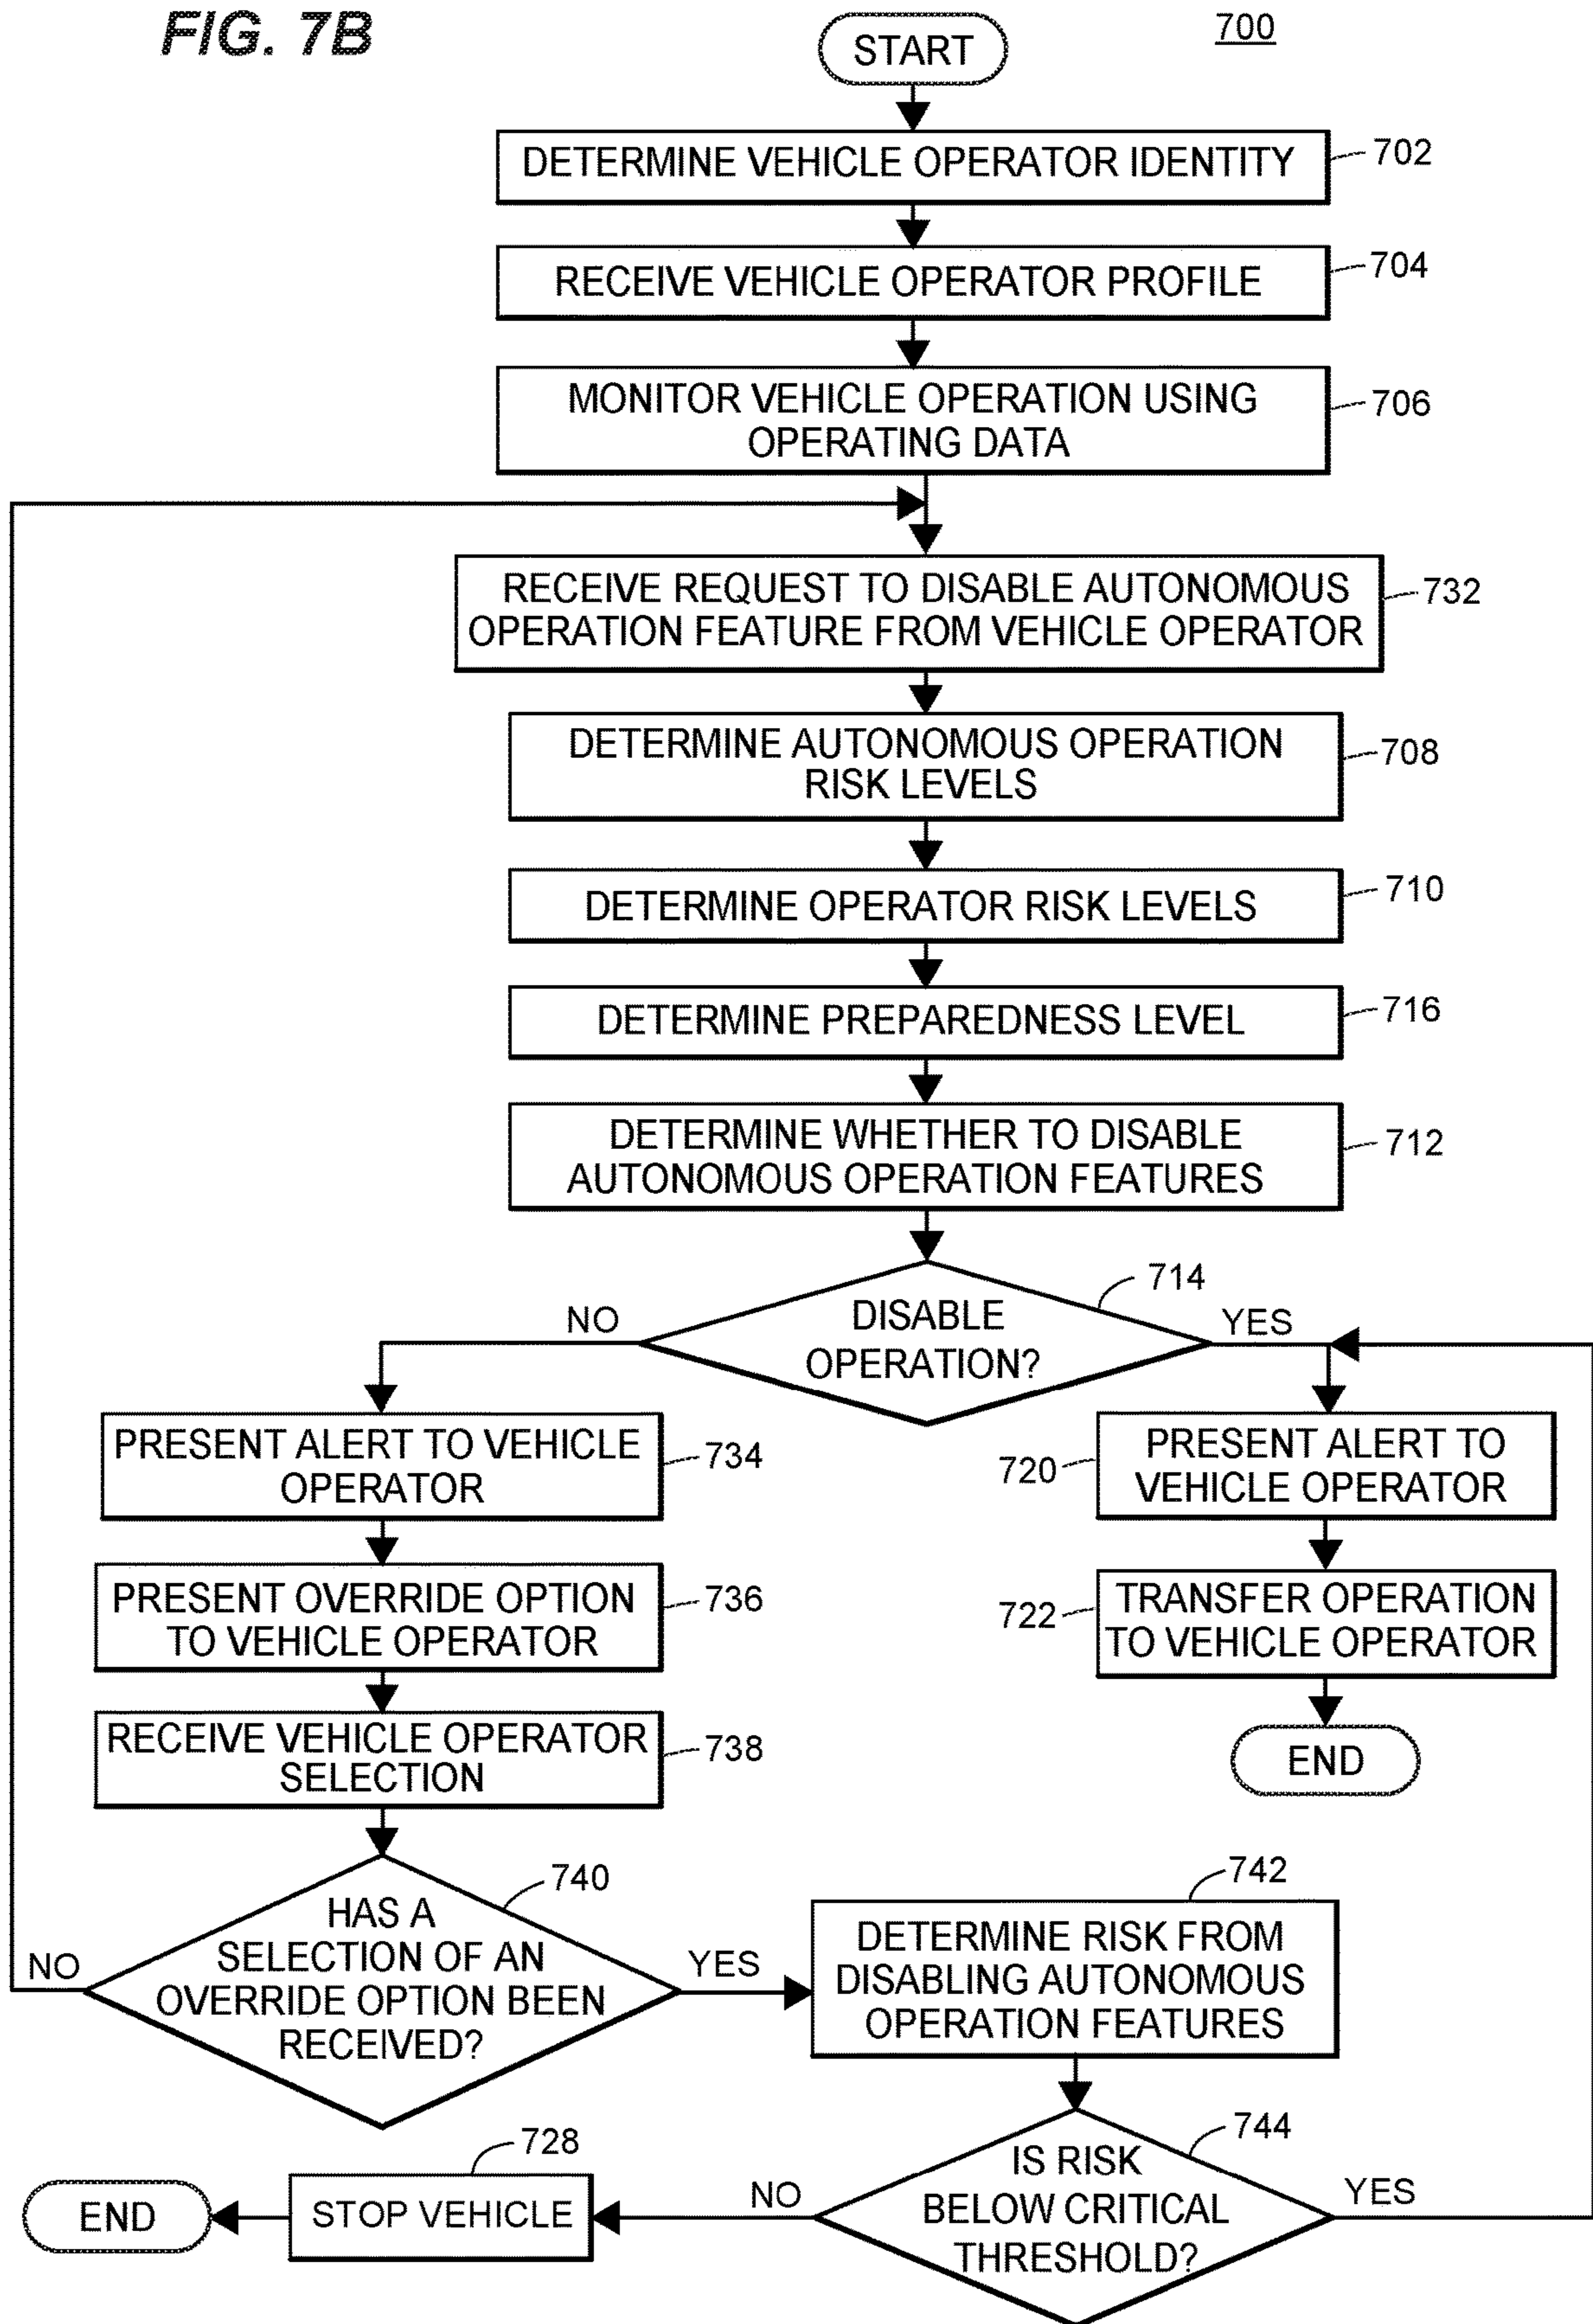 FIG. 7B
700
START
DETERMINE VEHICLE OPERATOR IDENTITY
702
RECEIVE VEHICLE OPERATOR PROFILE
704
MONITOR VEHICLE OPERATION USING
OPERATING DATA
706
RECEIVE REQUEST TO DISABLE AUTONOMOUS
OPERATION FEATURE FROM VEHICLE OPERATOR
732
DETERMINE AUTONOMOUS OPERATION
RISK LEVELS
708
DETERMINE OPERATOR RISK LEVELS
710
DETERMINE PREPAREDNESS LEVEL
716
DETERMINE WHETHER TO DISABLE
AUTONOMOUS OPERATION FEATURES
712
DISABLE
OPERATION?
714
NO
YES
PRESENT ALERT TO VEHICLE
OPERATOR
734
PRESENT ALERT TO
VEHICLE OPERATOR
720
PRESENT OVERRIDE OPTION
TO VEHICLE OPERATOR
736
TRANSFER OPERATION
TO VEHICLE OPERATOR
722
RECEIVE VEHICLE OPERATOR
SELECTION
738
END
HAS A
SELECTION OF AN
OVERRIDE OPTION BEEN
RECEIVED?
740
NO
YES
742
DETERMINE RISK FROM
DISABLING AUTONOMOUS
OPERATION FEATURES
IS RISK
BELOW CRITICAL
THRESHOLD?
744
NO
YES
728
STOP VEHICLE
END